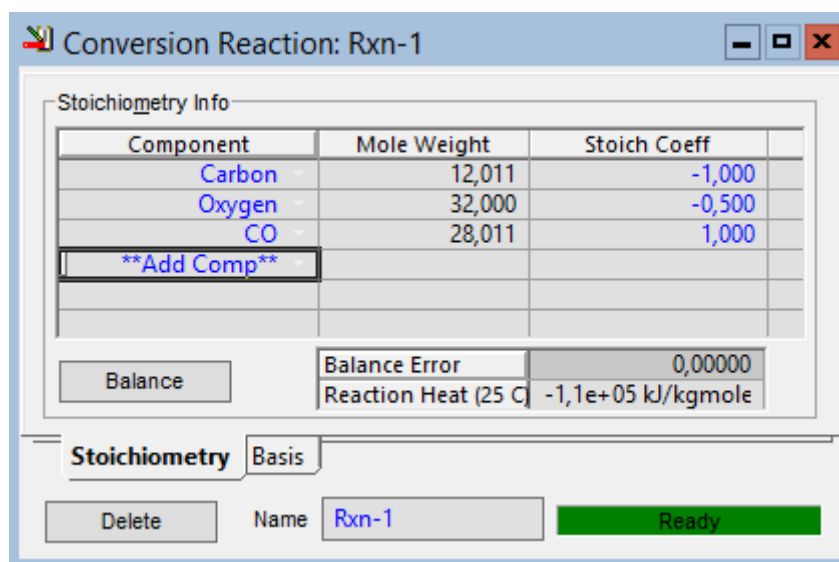 Conversion Reaction: Rxn-1
Stoichiometry Info
Component Mole Weight Stoich Coeff
Carbon 12,011 -1,000
Oxygen 32,000 -0,500
CO 28,011 1,000
**Add Comp**
Balance Error 0,00000
Balance
Reaction Heat (25 C) -1,1e+05 kJ/kgmole
Stoichiometry Basis
Delete Name Rxn-1 Ready